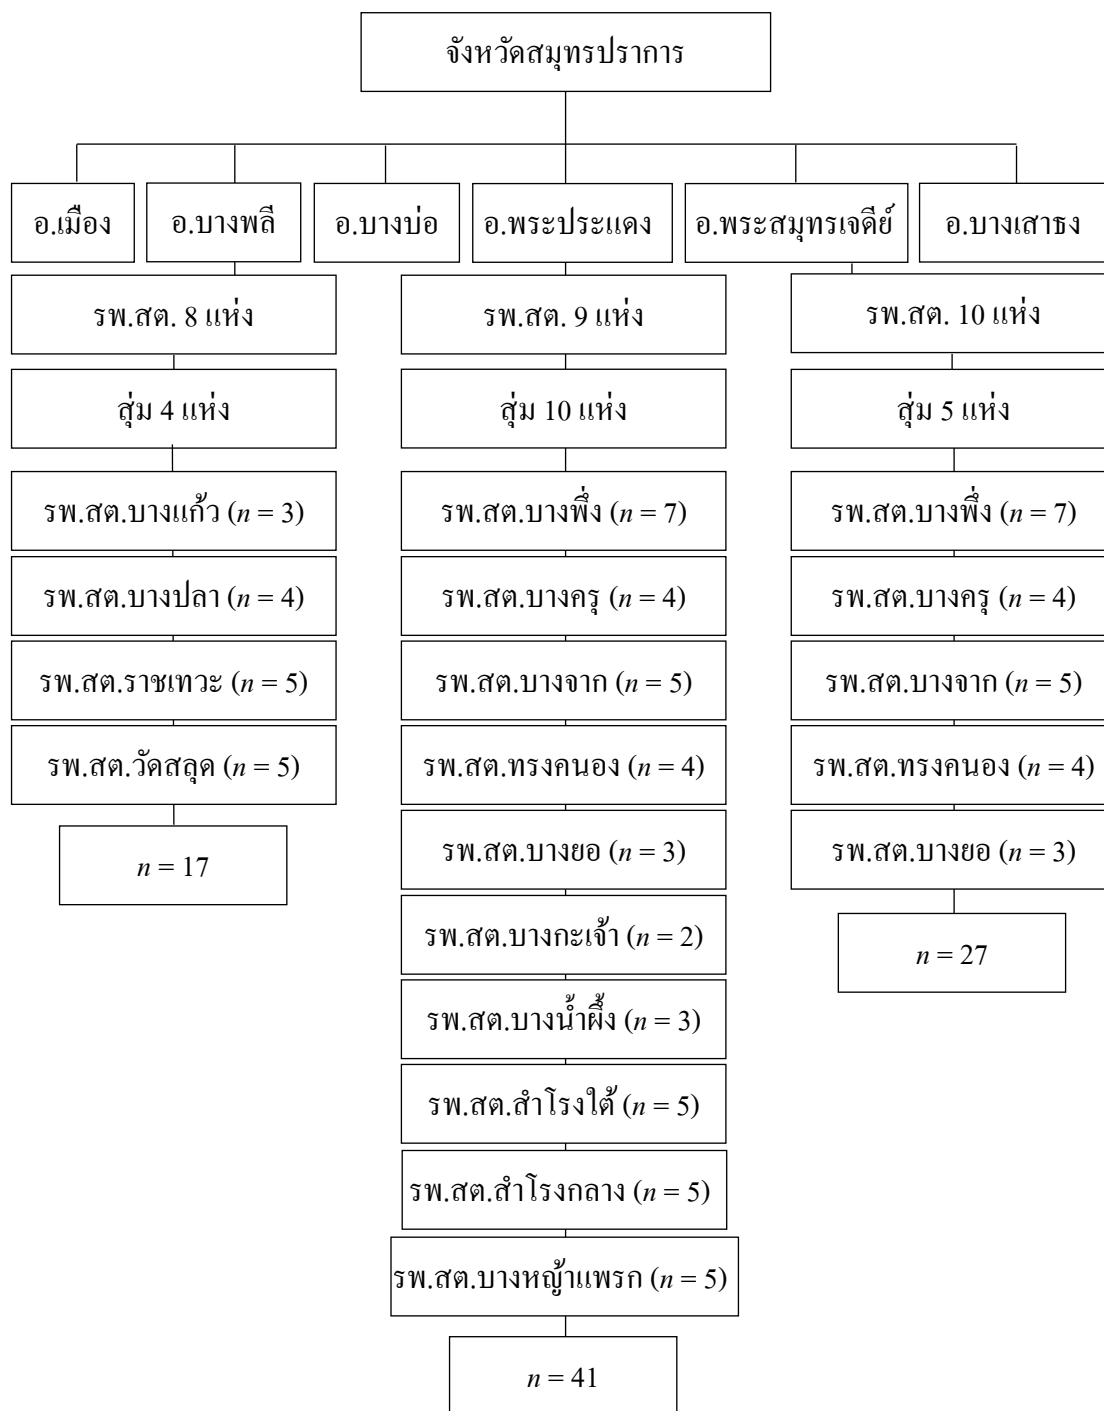 จังหวัดสมุทรปราการ
อ.เมือง
อ.บางพลี
อ.บางบ่อ
อ.พระประแดง
อ.พระสมุทรเจดีย์
อ.บางเสาธง
รพ.สต. 8 แห่ง
สุ่ม 4 แห่ง
รพ.สต.บางแก้ว (n = 3)
รพ.สต.บางปลา (n = 4)
รพ.สต.ราชเทวะ (n = 5)
รพ.สต.วัดสลุด (n = 5)
n = 17
รพ.สต. 9 แห่ง
สุ่ม 10 แห่ง
รพ.สต.บางพึ่ง (n = 7)
รพ.สต.บางครุ (n = 4)
รพ.สต.บางจาก (n = 5)
รพ.สต.ทรงคนอง (n = 4)
รพ.สต.บางยอ (n = 3)
รพ.สต.บางกะเจ้า (n = 2)
รพ.สต.บางน้ำผึ้ง (n = 3)
รพ.สต.สำโรงใต้ (n = 5)
รพ.สต.สำโรงกลาง (n = 5)
รพ.สต.บางหญ้าแพรก (n = 5)
n = 41
รพ.สต. 10 แห่ง
สุ่ม 5 แห่ง
รพ.สต.บางพึ่ง (n = 7)
รพ.สต.บางครุ (n = 4)
รพ.สต.บางจาก (n = 5)
รพ.สต.ทรงคนอง (n = 4)
รพ.สต.บางยอ (n = 3)
n = 27